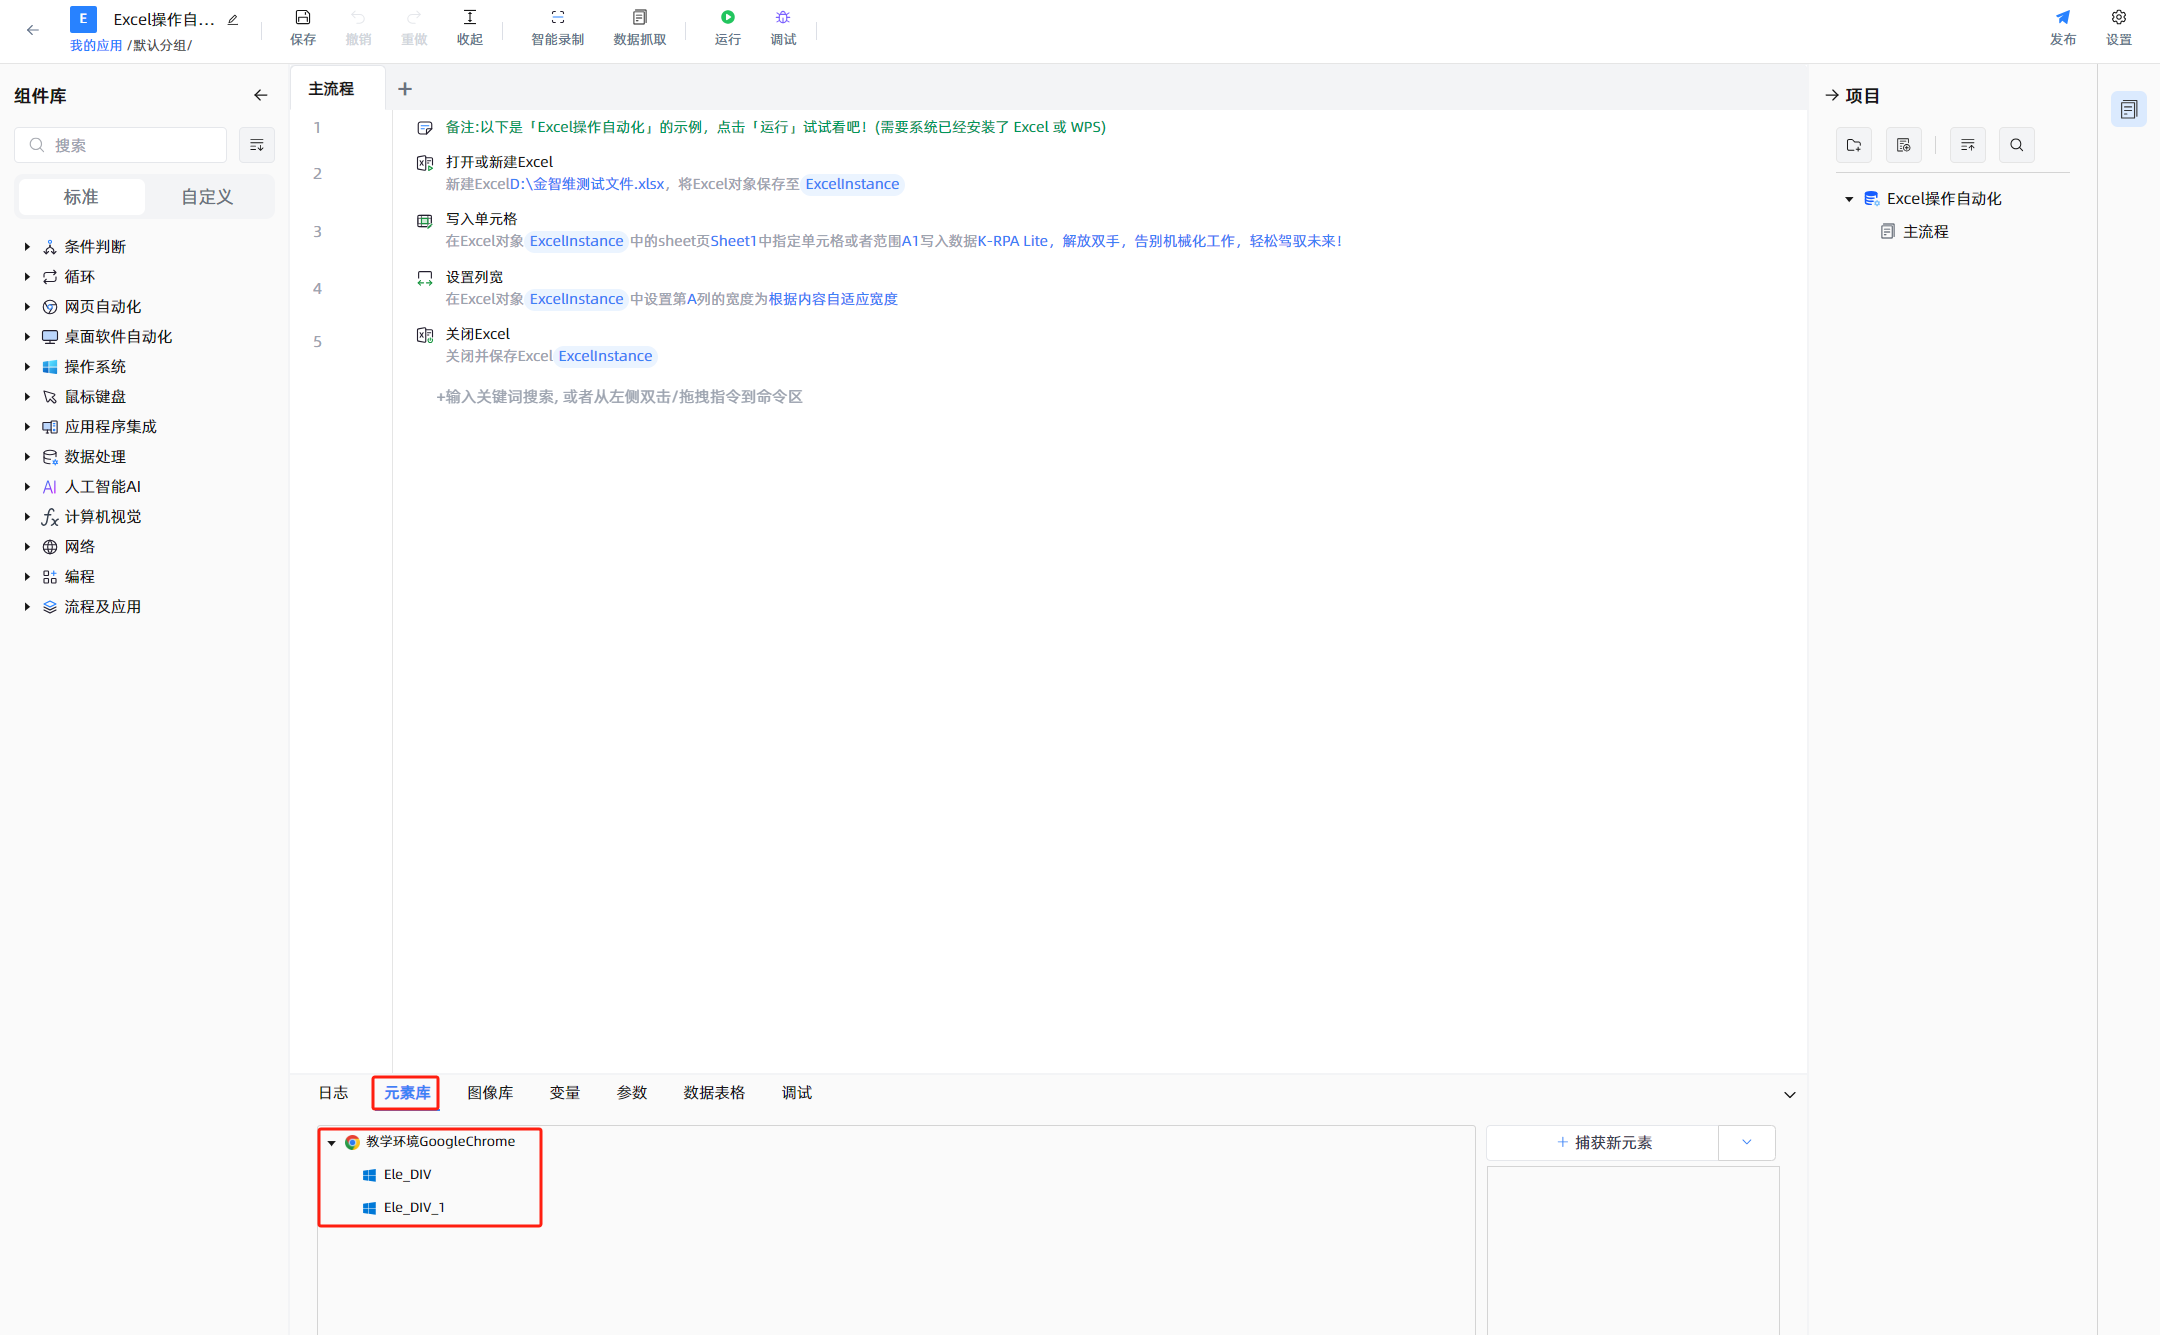 E Excel操作自...
我的应用 /默认分组/
保存 撤销 重做 收起 智能录制 数据抓取 运行 调试
发布 设置
组件库
搜索
标准 自定义
条件判断
循环
网页自动化
桌面软件自动化
操作系统
鼠标键盘
应用程序集成
数据处理
AI 人工智能AI
计算机视觉
网络
编程
流程及应用
主流程 +
1 备注:以下是「Excel操作自动化」的示例，点击「运行」试试看吧！(需要系统已经安装了 Excel 或 WPS)
2 打开或新建Excel
新建ExcelD:\金智维测试文件.xlsx，将Excel对象保存至 ExcelInstance
3 写入单元格
在Excel对象 ExcelInstance 中的sheet页Sheet1中指定单元格或者范围A1写入数据K-RPA Lite，解放双手，告别机械化工作，轻松驾驭未来！
4 设置列宽
在Excel对象 ExcelInstance 中设置第A列的宽度为根据内容自适应宽度
5 关闭Excel
关闭并保存Excel ExcelInstance
+输入关键词搜索, 或者从左侧双击/拖拽指令到命令区
项目
Excel操作自动化
主流程
日志 元素库 图像库 变量 参数 数据表格 调试
教学环境GoogleChrome
Ele_DIV
Ele_DIV_1
+ 捕获新元素